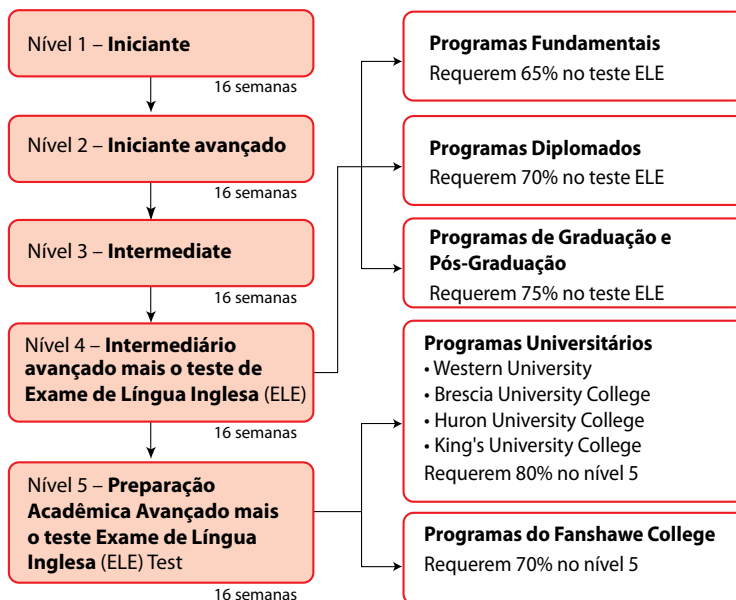 Nível 1 – Iniciante
16 semanas
Nível 2 – Iniciante avançado
16 semanas
Nível 3 – Intermediate
16 semanas
Nível 4 – Intermediário
avançado mais o teste de
Exame de Língua Inglesa (ELE)
16 semanas
Nível 5 – Preparação
Acadêmica Avançado mais
o teste Exame de Língua
Inglesa (ELE) Test
16 semanas
Programas Fundamentais
Requerem 65% no teste ELE
Programas Diplomados
Requerem 70% no teste ELE
Programas de Graduação e
Pós-Graduação
Requerem 75% no teste ELE
Programas Universitários
• Western University
• Brescia University College
• Huron University College
• King's University College
Requerem 80% no nível 5
Programas do Fanshawe College
Requerem 70% no nível 5